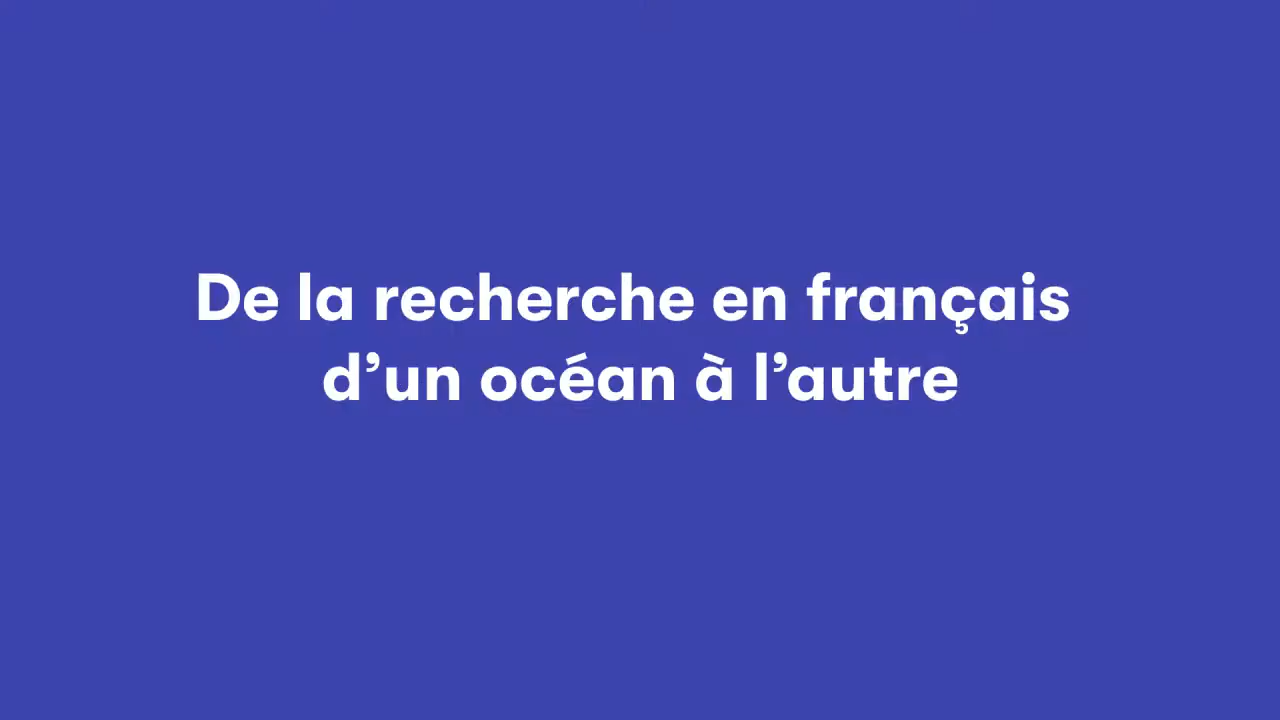 De la recherche en français
d’un océan à l’autre